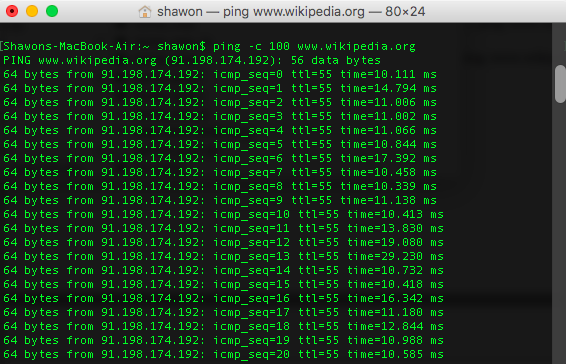 shawon — ping www.wikipedia.org — 80×24
[Shawons-MacBook-Air:~ shawon$ ping -c 100 www.wikipedia.org
PING www.wikipedia.org (91.198.174.192): 56 data bytes
64 bytes from 91.198.174.192: icmp_seq=0 ttl=55 time=10.111 ms
64 bytes from 91.198.174.192: icmp_seq=1 ttl=55 time=14.794 ms
64 bytes from 91.198.174.192: icmp_seq=2 ttl=55 time=11.006 ms
64 bytes from 91.198.174.192: icmp_seq=3 ttl=55 time=11.002 ms
64 bytes from 91.198.174.192: icmp_seq=4 ttl=55 time=11.066 ms
64 bytes from 91.198.174.192: icmp_seq=5 ttl=55 time=10.844 ms
64 bytes from 91.198.174.192: icmp_seq=6 ttl=55 time=17.392 ms
64 bytes from 91.198.174.192: icmp_seq=7 ttl=55 time=10.458 ms
64 bytes from 91.198.174.192: icmp_seq=8 ttl=55 time=10.339 ms
64 bytes from 91.198.174.192: icmp_seq=9 ttl=55 time=11.138 ms
64 bytes from 91.198.174.192: icmp_seq=10 ttl=55 time=10.413 ms
64 bytes from 91.198.174.192: icmp_seq=11 ttl=55 time=13.830 ms
64 bytes from 91.198.174.192: icmp_seq=12 ttl=55 time=19.080 ms
64 bytes from 91.198.174.192: icmp_seq=13 ttl=55 time=29.230 ms
64 bytes from 91.198.174.192: icmp_seq=14 ttl=55 time=10.732 ms
64 bytes from 91.198.174.192: icmp_seq=15 ttl=55 time=10.418 ms
64 bytes from 91.198.174.192: icmp_seq=16 ttl=55 time=16.342 ms
64 bytes from 91.198.174.192: icmp_seq=17 ttl=55 time=11.180 ms
64 bytes from 91.198.174.192: icmp_seq=18 ttl=55 time=12.844 ms
64 bytes from 91.198.174.192: icmp_seq=19 ttl=55 time=10.988 ms
64 bytes from 91.198.174.192: icmp_seq=20 ttl=55 time=10.585 ms